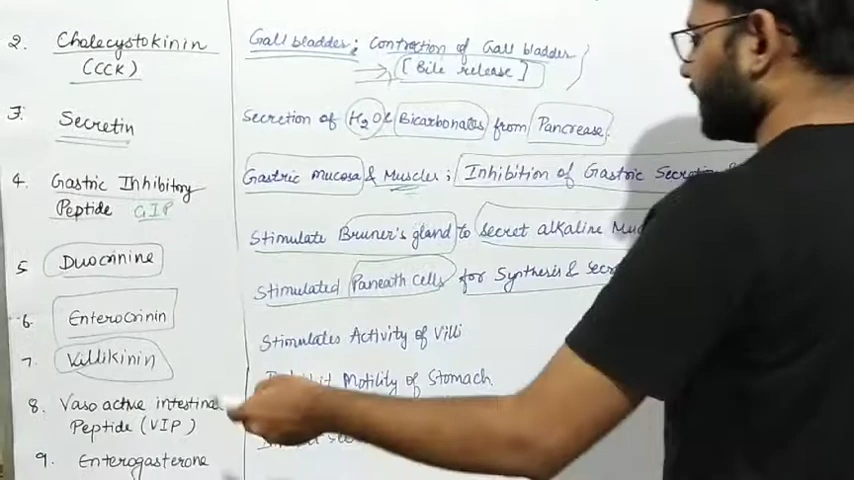 2. Cholecystokinin Gall bladder; Contraction of Gall bladder
(CCK) [Bile release]
3. Secretin Secretion of H2O & Bicarbonates from Pancrease.
4. Gastric Inhibitory Gastric mucosa & Muscles; Inhibition of Gastric
Peptide GIP
Stimulate Bruner's gland to secret alkaline
5 Duocrinine Stimulated Paneath cells for Synthesis &
6. Enterocrinin
7. Villikinin Stimulates Activity of Villi
Motility of Stomach.
8. Vaso active intestinal
Peptide (VIP)
9. Enterogasterone